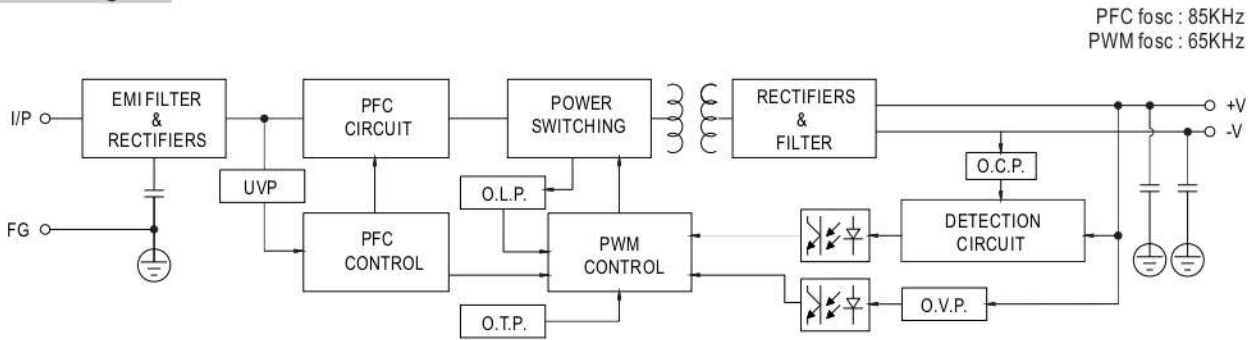 PFC fosc : 85KHz
PWM fosc : 65KHz
I/P
EMI FILTER
&
RECTIFIERS
PFC
CIRCUIT
POWER
SWITCHING
RECTIFIERS
&
FILTER
+V
-V
UVP
O.L.P.
O.C.P.
FG
PFC
CONTROL
PWM
CONTROL
DETECTION
CIRCUIT
O.T.P.
O.V.P.